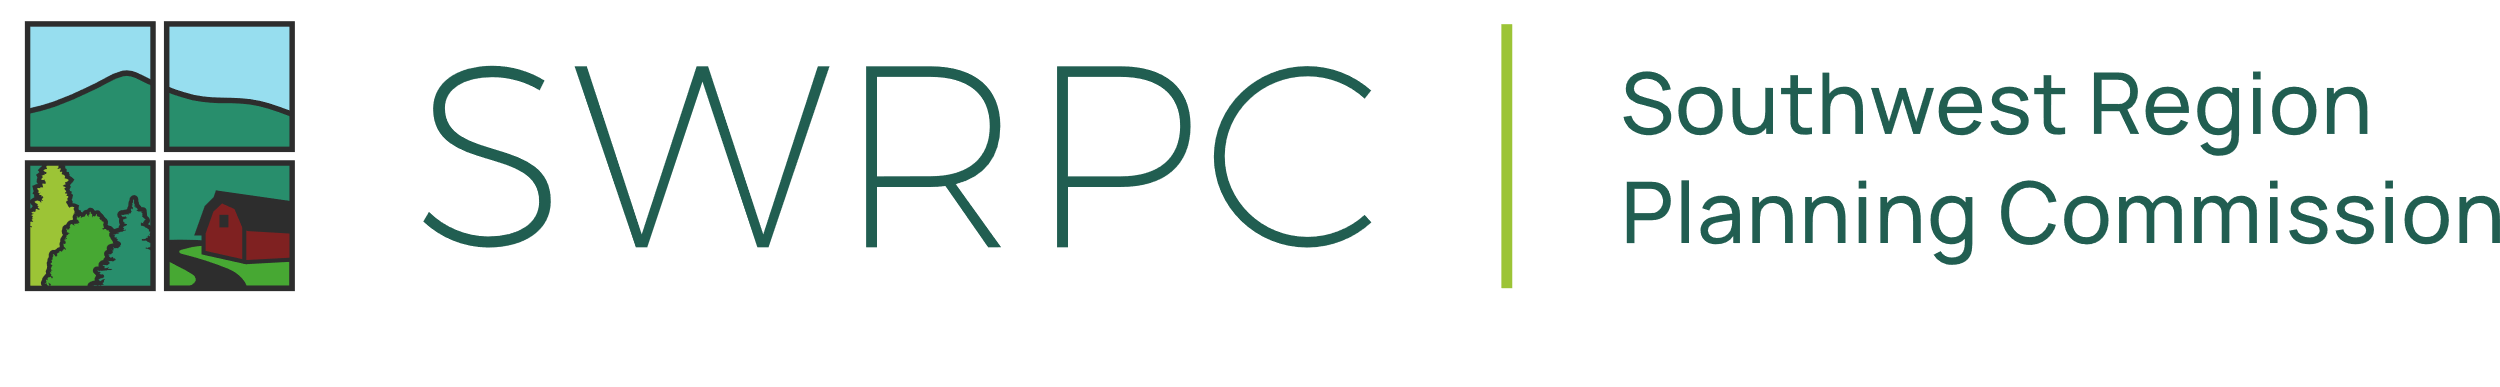 SWRPC
Southwest Region
Planning Commission